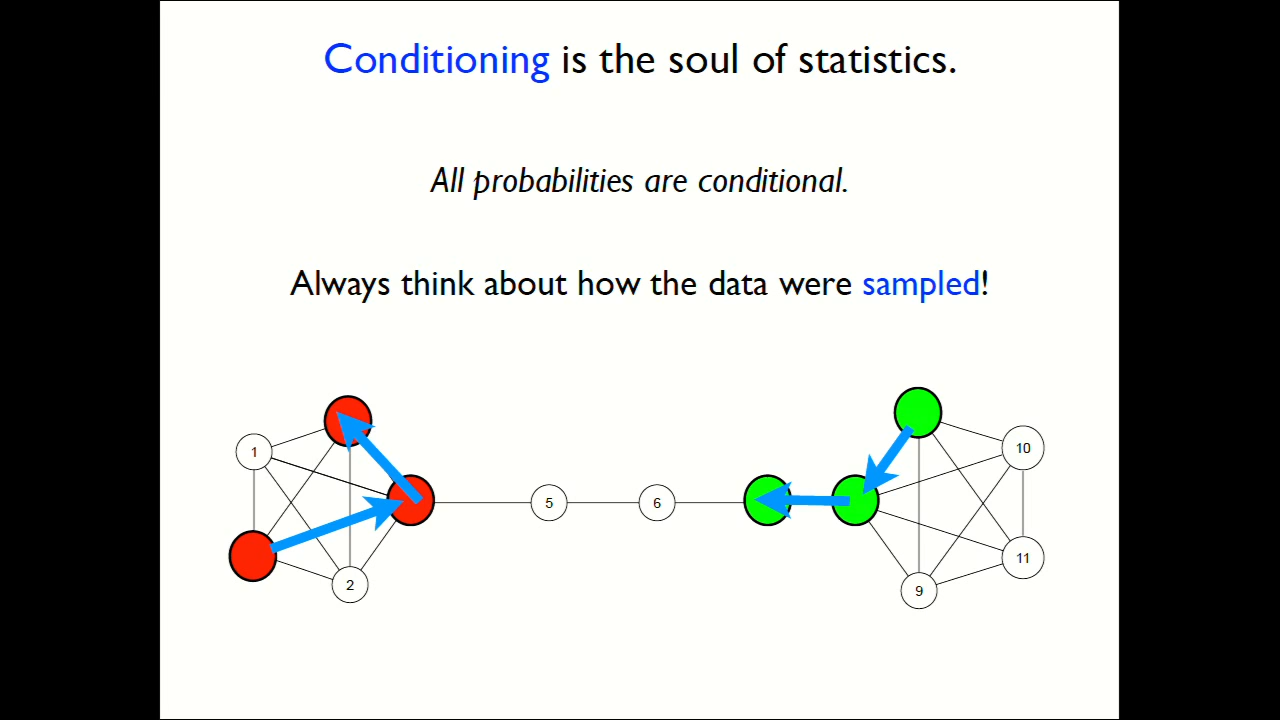 Conditioning is the soul of statistics.
All probabilities are conditional.
Always think about how the data were sampled!
1
10
5
6
11
2
9